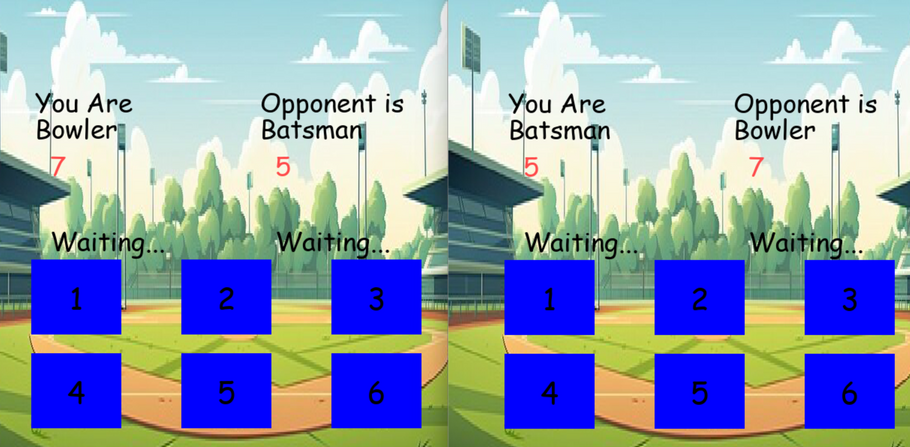 You Are
Bowler
7
Opponent is
Batsman
5
Waiting...
Waiting...
1
2
3
4
5
6
You Are
Batsman
5
Opponent is
Bowler
7
Waiting...
Waiting...
1
2
3
4
5
6